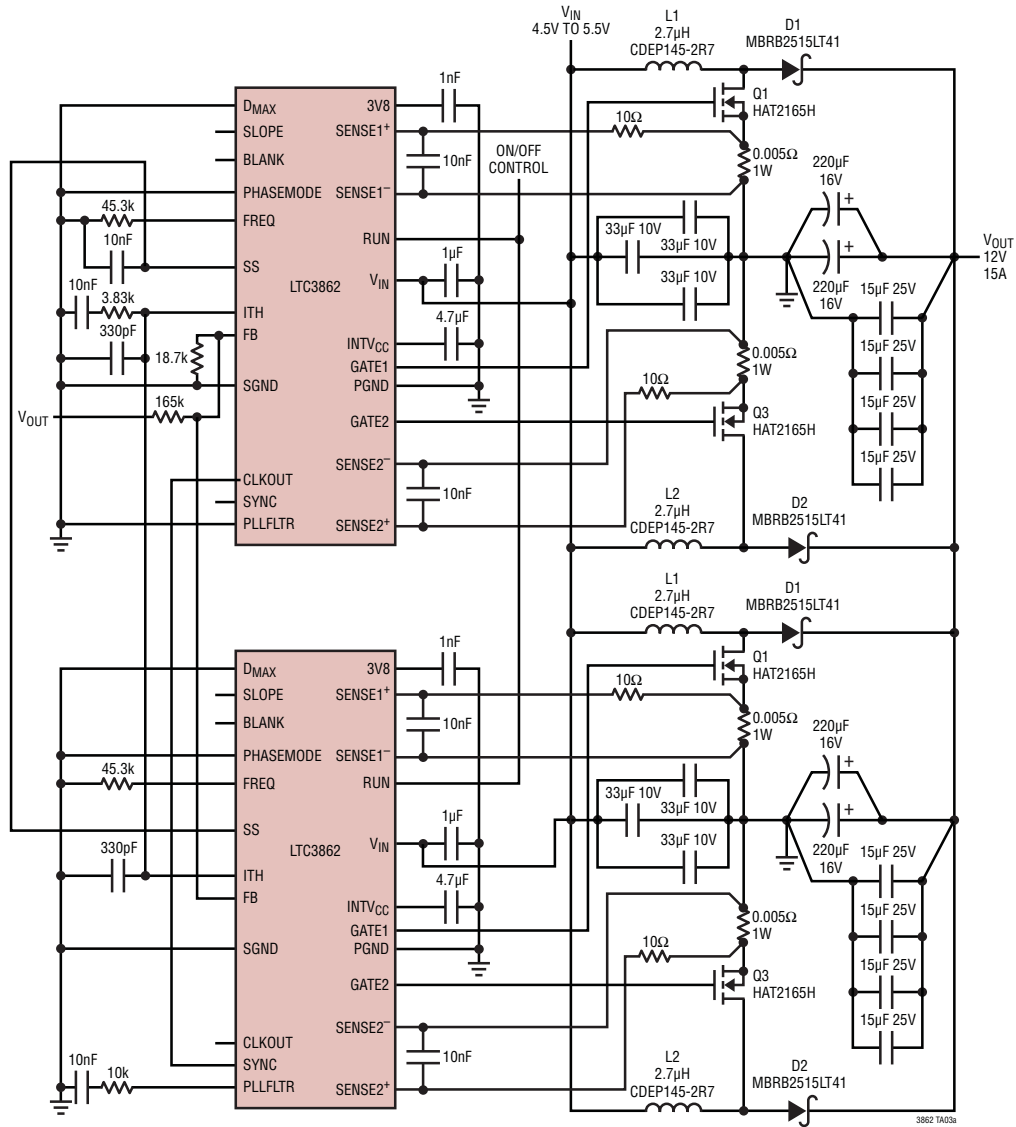 VIN
4.5V TO 5.5V
L1
2.7µH
CDEP145-2R7
D1
MBRB2515LT41
1nF
DMAX
3V8
Q1
HAT2165H
SLOPE
SENSE1+
10Ω
BLANK
10nF
ON/OFF
CONTROL
0.005Ω
1W
PHASEMODE
SENSE1–
220µF
16V
+
45.3k
FREQ
33µF 10V
33µF 10V
33µF 10V
10nF
RUN
SS
1µF
VIN
+
220µF
16V
VOUT
12V
15A
10nF
3.83k
LTC3862
ITH
4.7µF
15µF 25V
330pF
FB
INTVCC
0.005Ω
1W
15µF 25V
18.7k
GATE1
10Ω
SGND
PGND
15µF 25V
VOUT
165k
GATE2
Q3
HAT2165H
15µF 25V
SENSE2–
CLKOUT
10nF
SYNC
L2
2.7µH
CDEP145-2R7
D2
MBRB2515LT41
PLLFLTR
SENSE2+
L1
2.7µH
CDEP145-2R7
D1
MBRB2515LT41
1nF
DMAX
3V8
Q1
HAT2165H
SLOPE
SENSE1+
10Ω
BLANK
10nF
0.005Ω
1W
PHASEMODE
SENSE1–
220µF
16V
+
45.3k
FREQ
RUN
33µF 10V
33µF 10V
33µF 10V
SS
1µF
VIN
+
220µF
16V
330pF
LTC3862
ITH
4.7µF
15µF 25V
FB
INTVCC
0.005Ω
1W
15µF 25V
GATE1
10Ω
SGND
PGND
15µF 25V
GATE2
Q3
HAT2165H
15µF 25V
SENSE2–
CLKOUT
10nF
10nF
10k
SYNC
L2
2.7µH
CDEP145-2R7
D2
MBRB2515LT41
PLLFLTR
SENSE2+
3862 TA03a